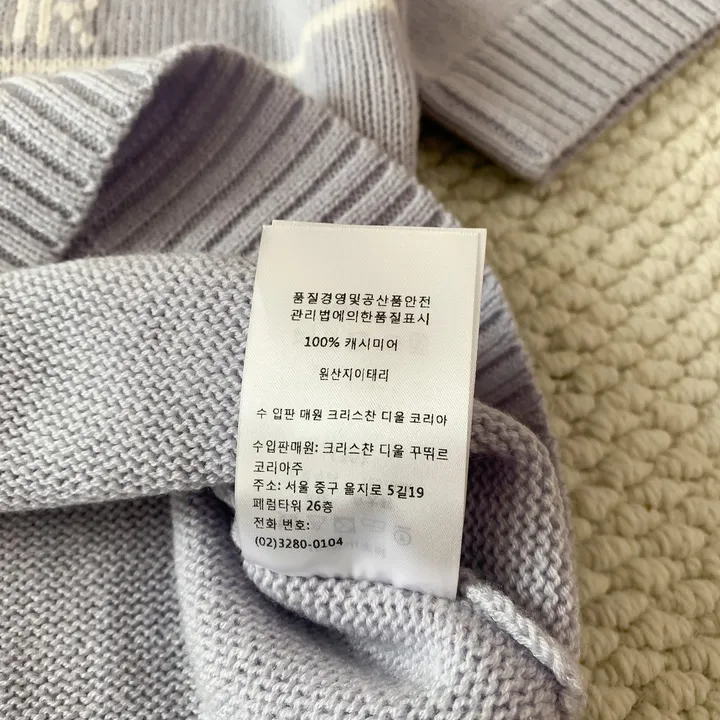 품질경영및공산품안전
관리법에의한품질표시
100% 캐시미어
원산지이태리
수 입판 매원 크리스챤 디올 코리아
수입판매원: 크리스챤 디올 꾸뛰르
코리아주
주소: 서울 중구 을지로 5길19
페럼타워 26층
전화 번호:
(02)3280-0104